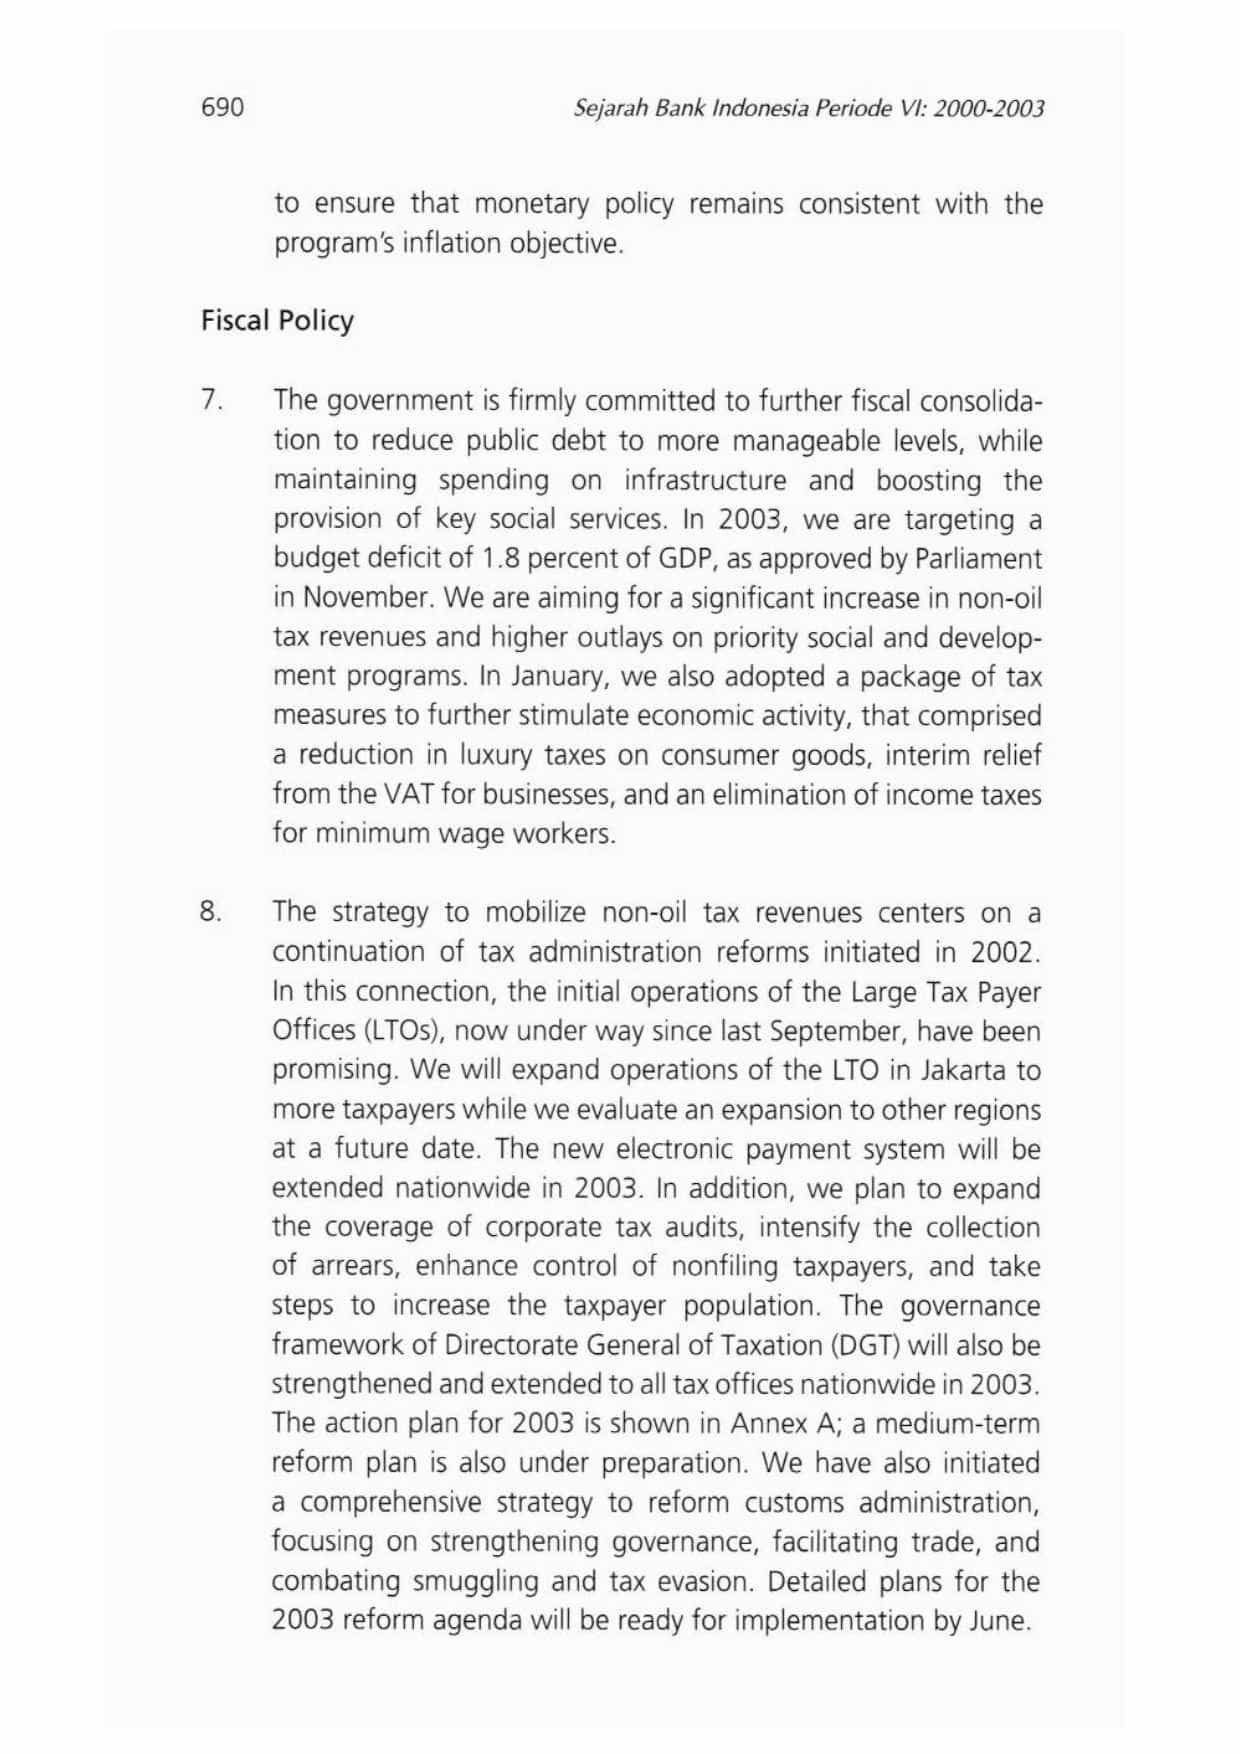 690
Sejarah Bank Indonesia Periode VI: 2000-2003
to ensure that monetary policy remains consistent with the
program's inflation objective.
Fiscal Policy
7. The government is firmly committed to further fiscal consolida-
tion to reduce public debt to more manageable levels, while
maintaining spending on infrastructure and boosting the
provision of key social services. In 2003, we are targeting a
budget deficit of 1.8 percent of GDP, as approved by Parliament
in November. We are aiming for a significant increase in non-oil
tax revenues and higher outlays on priority social and develop-
ment programs. In January, we also adopted a package of tax
measures to further stimulate economic activity, that comprised
a reduction in luxury taxes on consumer goods, interim relief
from the VAT for businesses, and an elimination of income taxes
for minimum wage workers.
8. The strategy to mobilize non-oil tax revenues centers on a
continuation of tax administration reforms initiated in 2002.
In this connection, the initial operations of the Large Tax Payer
Offices (LTOs), now under way since last September, have been
promising. We will expand operations of the LTO in Jakarta to
more taxpayers while we evaluate an expansion to other regions
at a future date. The new electronic payment system will be
extended nationwide in 2003. In addition, we plan to expand
the coverage of corporate tax audits, intensify the collection
of arrears, enhance control of nonfiling taxpayers, and take
steps to increase the taxpayer population. The governance
framework of Directorate General of Taxation (DGT) will also be
strengthened and extended to all tax offices nationwide in 2003.
The action plan for 2003 is shown in Annex A; a medium-term
reform plan is also under preparation. We have also initiated
a comprehensive strategy to reform customs administration,
focusing on strengthening governance, facilitating trade, and
combating smuggling and tax evasion. Detailed plans for the
2003 reform agenda will be ready for implementation by June.